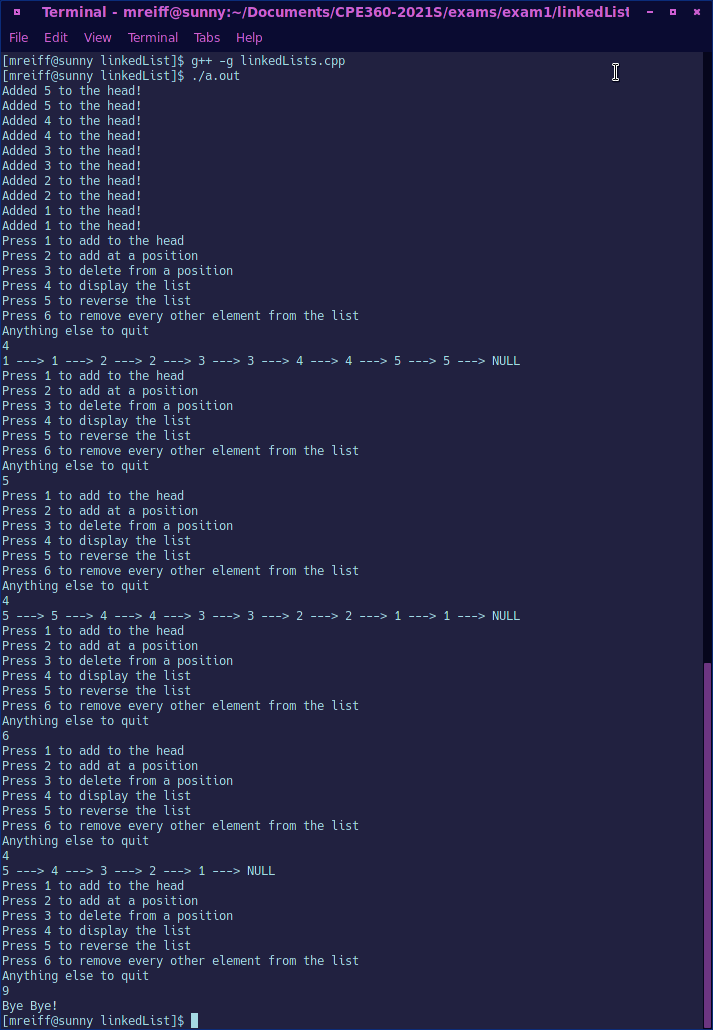 Terminal - mreiff@sunny:~/Documents/CPE360-2021S/exams/exam1/linkedList
File Edit View Terminal Tabs Help
[mreiff@sunny linkedList]$ g++ -g linkedLists.cpp
[mreiff@sunny linkedList]$ ./a.out
Added 5 to the head!
Added 5 to the head!
Added 4 to the head!
Added 4 to the head!
Added 3 to the head!
Added 3 to the head!
Added 2 to the head!
Added 2 to the head!
Added 1 to the head!
Added 1 to the head!
Press 1 to add to the head
Press 2 to add at a position
Press 3 to delete from a position
Press 4 to display the list
Press 5 to reverse the list
Press 6 to remove every other element from the list
Anything else to quit
4
1 ---> 1 ---> 2 ---> 2 ---> 3 ---> 3 ---> 4 ---> 4 ---> 5 ---> 5 ---> NULL
Press 1 to add to the head
Press 2 to add at a position
Press 3 to delete from a position
Press 4 to display the list
Press 5 to reverse the list
Press 6 to remove every other element from the list
Anything else to quit
5
Press 1 to add to the head
Press 2 to add at a position
Press 3 to delete from a position
Press 4 to display the list
Press 5 to reverse the list
Press 6 to remove every other element from the list
Anything else to quit
4
5 ---> 5 ---> 4 ---> 4 ---> 3 ---> 3 ---> 2 ---> 2 ---> 1 ---> 1 ---> NULL
Press 1 to add to the head
Press 2 to add at a position
Press 3 to delete from a position
Press 4 to display the list
Press 5 to reverse the list
Press 6 to remove every other element from the list
Anything else to quit
6
Press 1 to add to the head
Press 2 to add at a position
Press 3 to delete from a position
Press 4 to display the list
Press 5 to reverse the list
Press 6 to remove every other element from the list
Anything else to quit
4
5 ---> 4 ---> 3 ---> 2 ---> 1 ---> NULL
Press 1 to add to the head
Press 2 to add at a position
Press 3 to delete from a position
Press 4 to display the list
Press 5 to reverse the list
Press 6 to remove every other element from the list
Anything else to quit
9
Bye Bye!
[mreiff@sunny linkedList]$